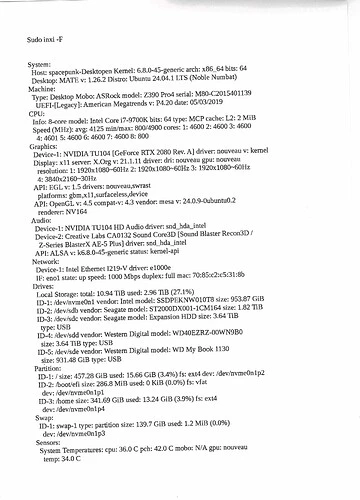 Sudo inxi -F
System:
Host: spacepunk-Desktopen Kernel: 6.8.0-45-generic arch: x86_64 bits: 64
Desktop: MATE v: 1.26.2 Distro: Ubuntu 24.04.1 LTS (Noble Numbat)
Machine:
Type: Desktop Mobo: ASRock model: Z390 Pro4 serial: M80-C2015401139
UEFI-[Legacy]: American Megatrends v: P4.20 date: 05/03/2019
CPU:
Info: 8-core model: Intel Core i7-9700K bits: 64 type: MCP cache: L2: 2 MiB
Speed (MHz): avg: 4125 min/max: 800/4900 cores: 1: 4600 2: 4600 3: 4600
4: 4601 5: 4600 6: 4600 7: 4600 8: 800
Graphics:
Device-1: NVIDIA TU104 [GeForce RTX 2080 Rev. A] driver: nouveau v: kernel
Display: x11 server: X.Org v: 21.1.11 driver: dri: nouveau gpu: nouveau
resolution: 1: 1920x1080~60Hz 2: 1920x1080~60Hz 3: 1920x1080~60Hz
4: 3840x2160~30Hz
API: EGL v: 1.5 drivers: nouveau,swrast
platforms: gbm,x11,surfaceless,device
API: OpenGL v: 4.5 compat-v: 4.3 vendor: mesa v: 24.0.9-0ubuntu0.2
renderer: NV164
Audio:
Device-1: NVIDIA TU104 HD Audio driver: snd_hda_intel
Device-2: Creative Labs CA0132 Sound Core3D [Sound Blaster Recon3D /
Z-Series BlasterX AE-5 Plus] driver: snd_hda_intel
API: ALSA v: k6.8.0-45-generic status: kernel-api
Network:
Device-1: Intel Ethernet I219-V driver: e1000e
IF: eno1 state: up speed: 1000 Mbps duplex: full mac: 70:85:c2:c5:31:8b
Drives:
Local Storage: total: 10.94 TiB used: 2.96 TiB (27.1%)
ID-1: /dev/nvme0n1 vendor: Intel model: SSDPEKNW010T8 size: 953.87 GiB
ID-2: /dev/sdb vendor: Seagate model: ST2000DX001-1CM164 size: 1.82 TiB
ID-3: /dev/sdc vendor: Seagate model: Expansion HDD size: 3.64 TiB
type: USB
ID-4: /dev/sdd vendor: Western Digital model: WD40EZRZ-00WN9B0
size: 3.64 TiB type: USB
ID-5: /dev/sde vendor: Western Digital model: WD My Book 1130
size: 931.48 GiB type: USB
Partition:
ID-1: / size: 457.28 GiB used: 15.66 GiB (3.4%) fs: ext4 dev: /dev/nvme0n1p2
ID-2: /boot/efi size: 286.8 MiB used: 0 KiB (0.0%) fs: vfat
dev: /dev/nvme0n1p1
ID-3: /home size: 341.69 GiB used: 13.24 GiB (3.9%) fs: ext4
dev: /dev/nvme0n1p4
Swap:
ID-1: swap-1 type: partition size: 139.7 GiB used: 1.2 MiB (0.0%)
dev: /dev/nvme0n1p3
Sensors:
System Temperatures: cpu: 36.0 C pch: 42.0 C mobo: N/A gpu: nouveau
temp: 34.0 C